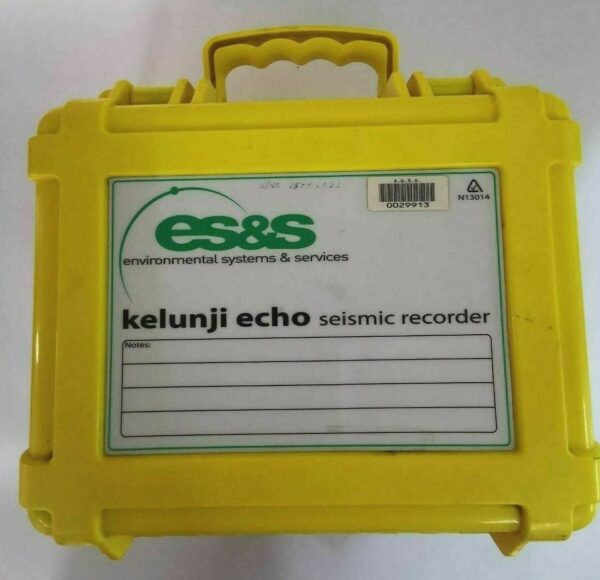 A.G.S.O.
0029913
N13014
es&s
environmental systems & services
kelunji echo seismic recorder
Notes: